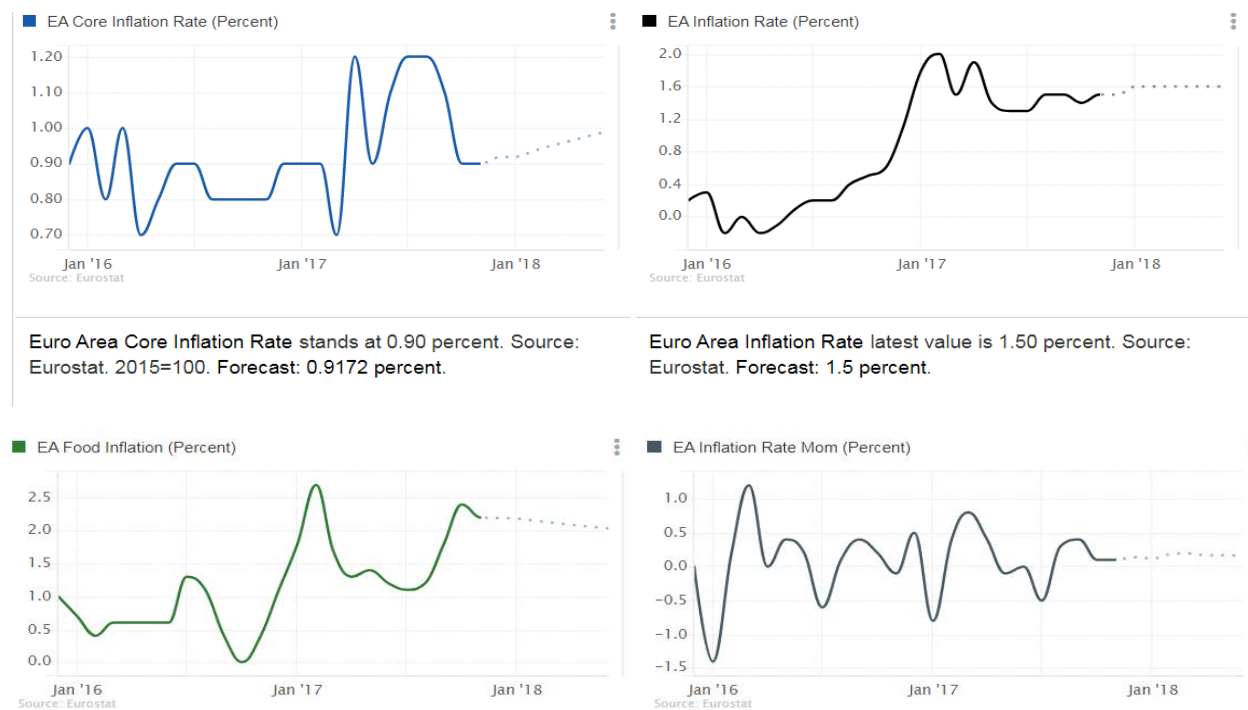 EA Core Inflation Rate (Percent)
1.20
1.10
1.00
0.90
0.80
0.70
Jan '16
Jan '17
Jan '18
Source: Eurostat
EA Inflation Rate (Percent)
2.0
1.6
1.2
0.8
0.4
0.0
Jan '16
Jan '17
Jan '18
Source: Eurostat
Euro Area Core Inflation Rate stands at 0.90 percent. Source:
Eurostat. 2015=100. Forecast: 0.9172 percent.
Euro Area Inflation Rate latest value is 1.50 percent. Source:
Eurostat. Forecast: 1.5 percent.
EA Food Inflation (Percent)
2.5
2.0
1.5
1.0
0.5
0.0
Jan '16
Jan '17
Jan '18
Source: Eurostat
EA Inflation Rate Mom (Percent)
1.0
0.5
0.0
−0.5
−1.0
−1.5
Jan '16
Jan '17
Jan '18
Source: Eurostat